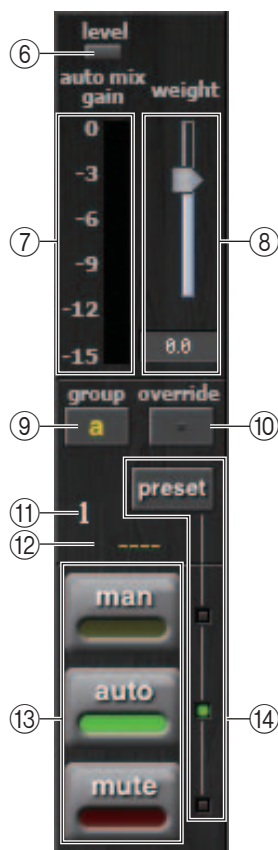 level
⑥
auto mix
gain
weight
0
-3
-6
-9
-12
-15
⑦
⑧
0.0
group
override
⑨
a
-
⑩
preset
⑪
1
⑫
----
man
auto
mute
⑬
⑭